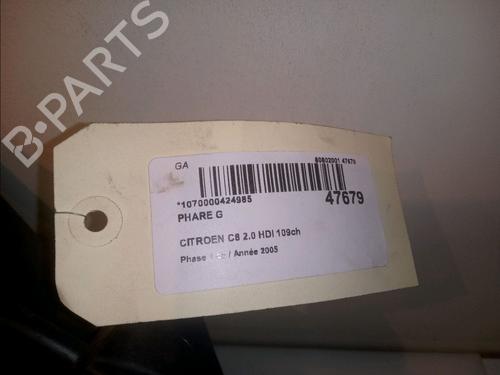 B-PARTS
GA 80802001 47679
*1070000424985 47679
PHARE G
CITROEN C8 2.0 HDI 109ch
Phase / Année 2005